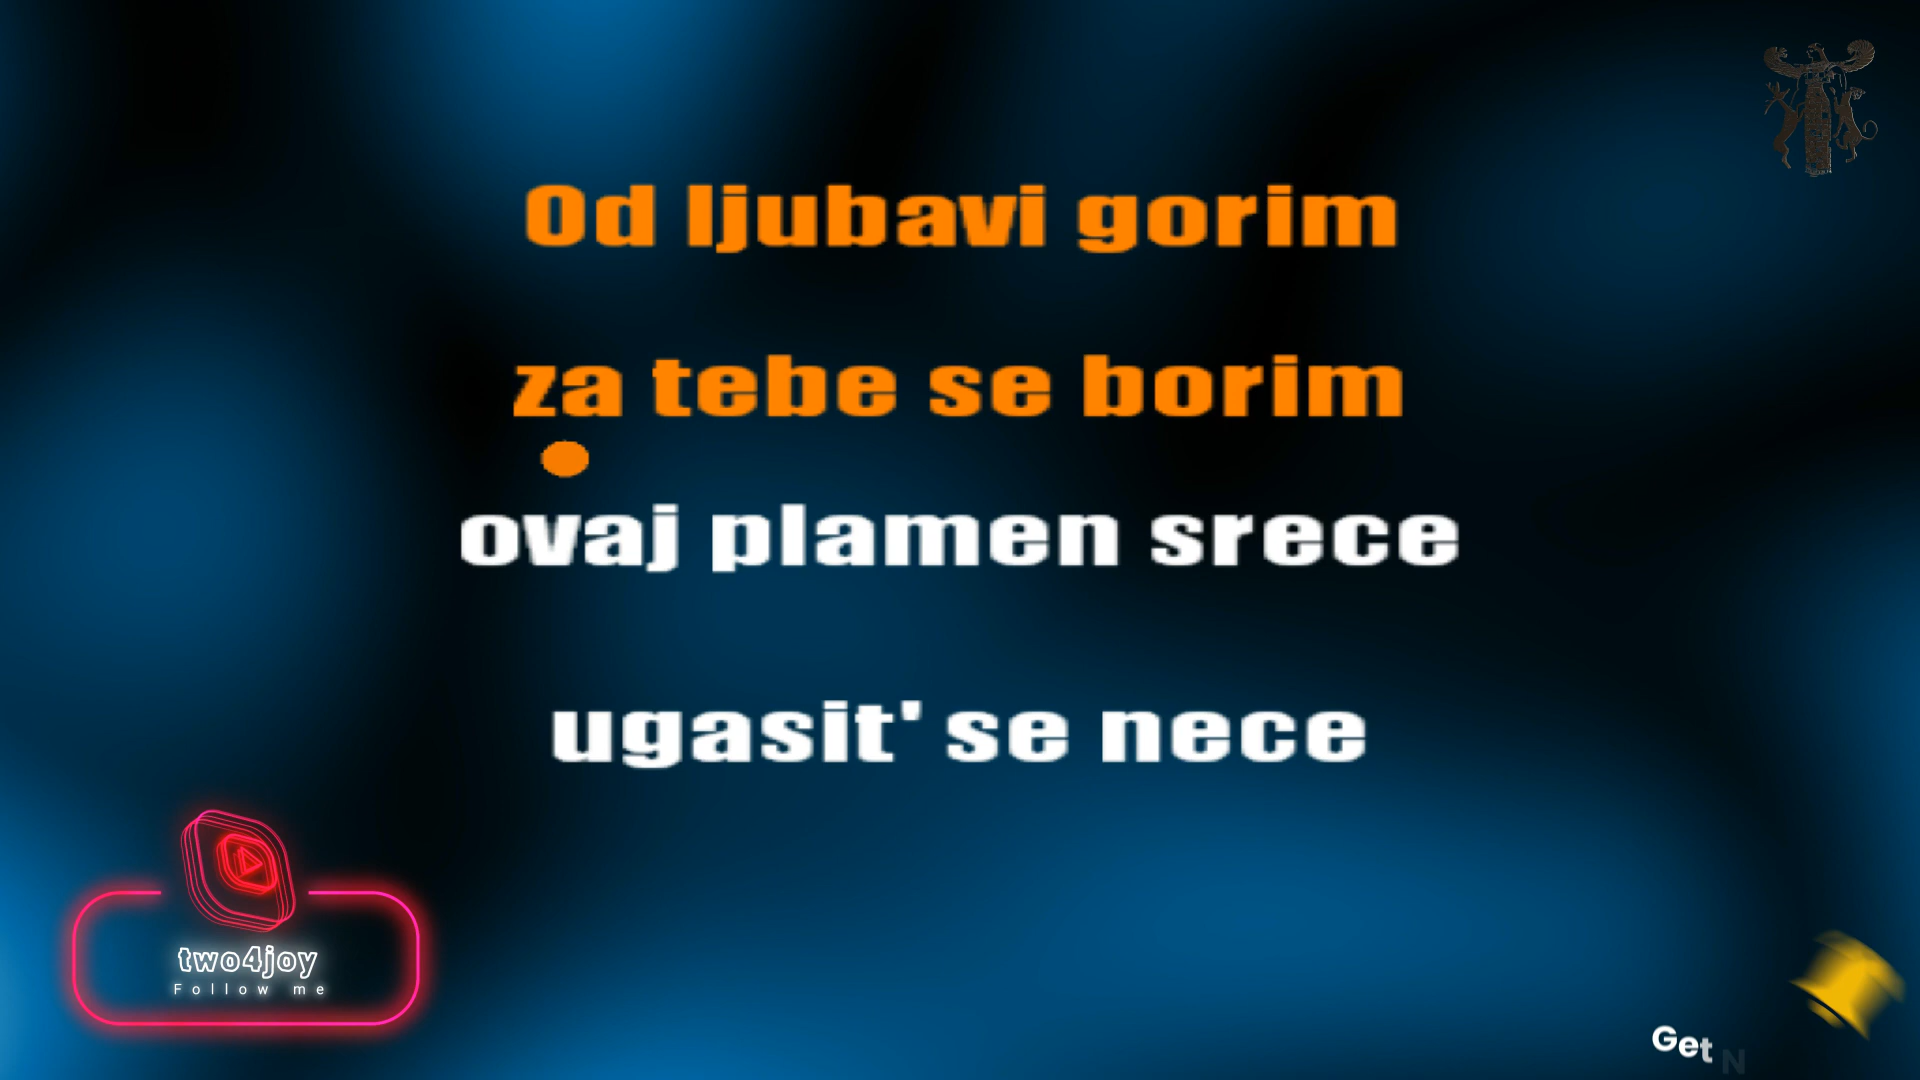 Od ljubavi gorim
za tebe se borim
ovaj plamen srece
ugasit' se nece
two4joy
Follow me
Get N